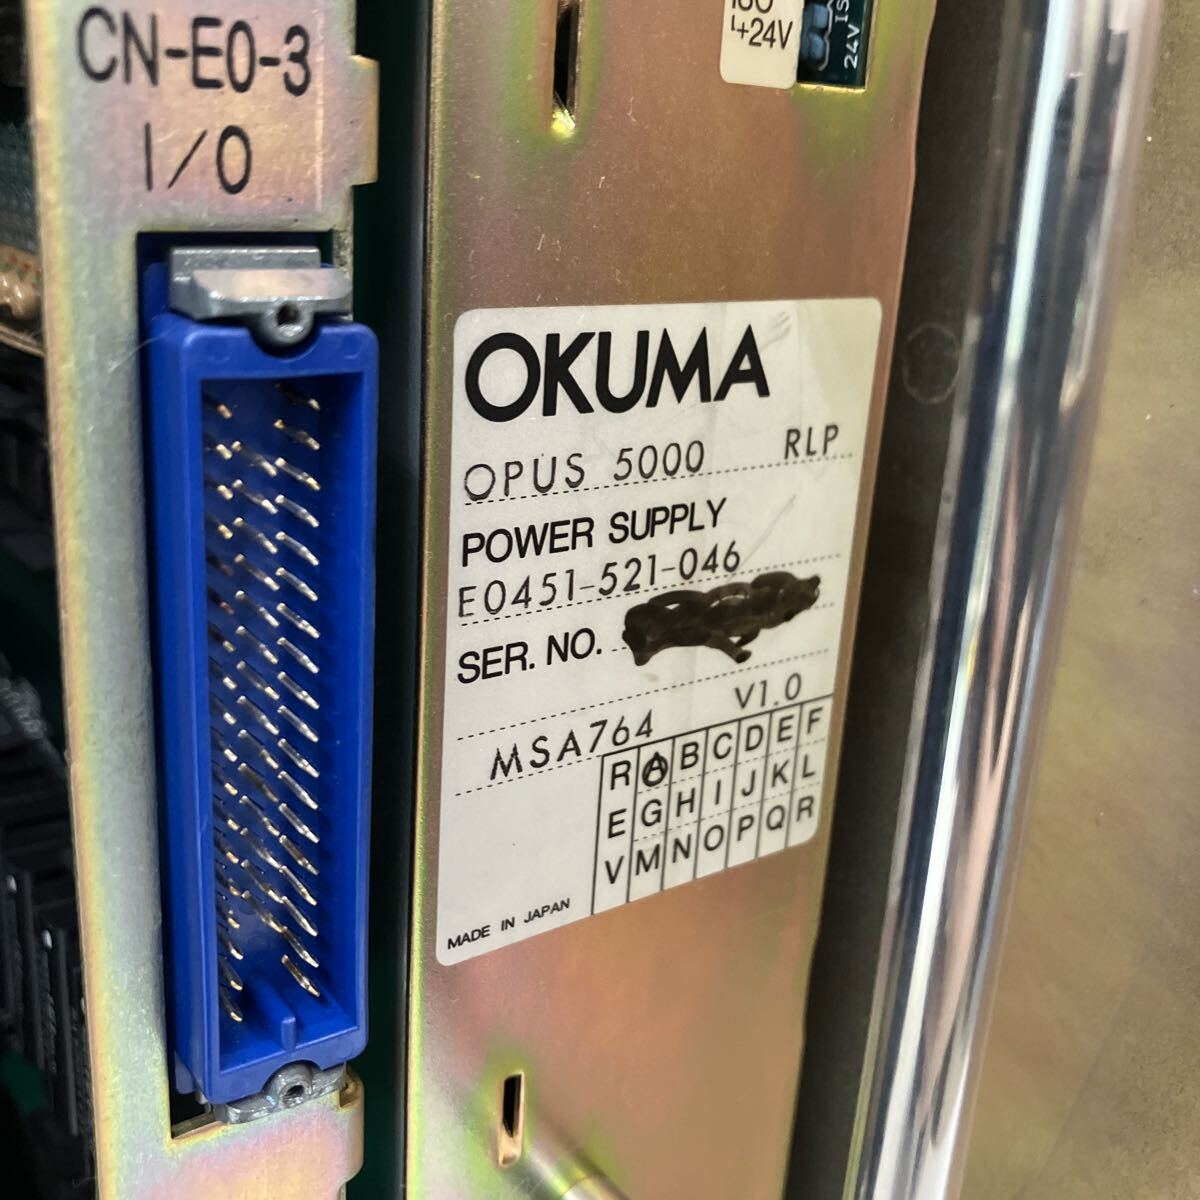 CN-E0-3
I/O
L+24V
24V
OKUMA
OPUS 5000 RLP
POWER SUPPLY
E0451-521-046
SER. NO.
MSA764 V1.0
R A B C D E F
E G H I J K L
V M N O P Q R
MADE IN JAPAN